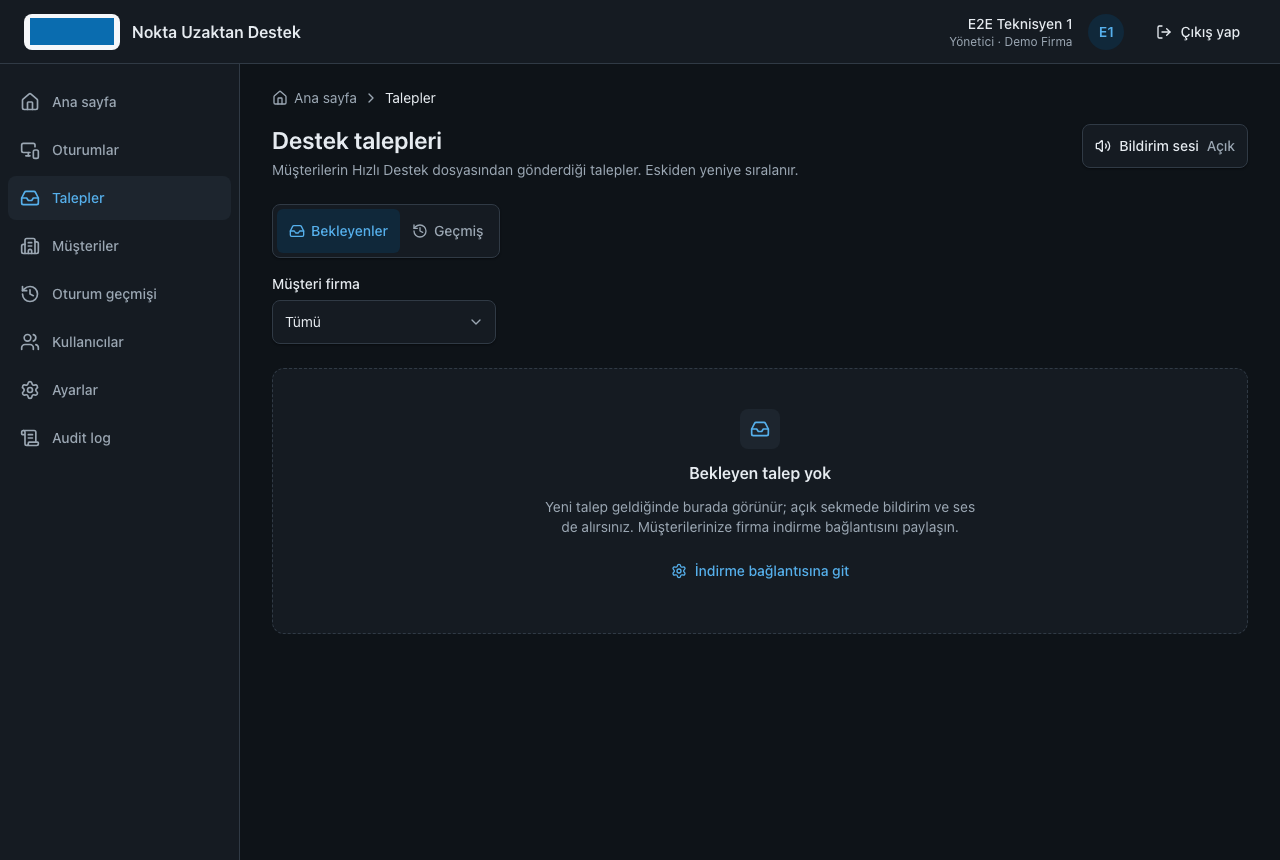 Nokta Uzaktan Destek
E2E Teknisyen 1
Yönetici · Demo Firma
E1
Çıkış yap
Ana sayfa
Oturumlar
Talepler
Müşteriler
Oturum geçmişi
Kullanıcılar
Ayarlar
Audit log
Ana sayfa > Talepler
Destek talepleri
Müşterilerin Hızlı Destek dosyasından gönderdiği talepler. Eskiden yeniye sıralanır.
Bildirim sesi Açık
Bekleyenler
Geçmiş
Müşteri firma
Tümü
Bekleyen talep yok
Yeni talep geldiğinde burada görünür; açık sekmede bildirim ve ses
de alırsınız. Müşterilerinize firma indirme bağlantısını paylaşın.
İndirme bağlantısına git